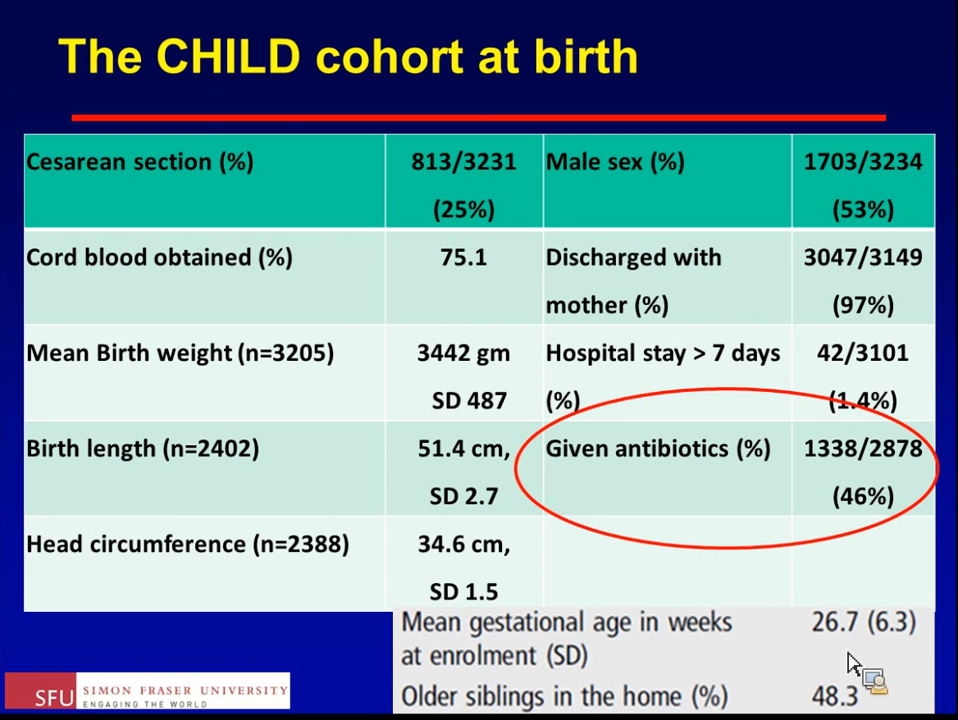 The CHILD cohort at birth
Cesarean section (%)
813/3231
(25%)
Male sex (%)
1703/3234
(53%)
Cord blood obtained (%)
75.1
Discharged with
mother (%)
3047/3149
(97%)
Mean Birth weight (n=3205)
3442 gm
SD 487
Hospital stay > 7 days
(%)
42/3101
(1.4%)
Birth length (n=2402)
51.4 cm,
SD 2.7
Given antibiotics (%)
1338/2878
(46%)
Head circumference (n=2388)
34.6 cm,
SD 1.5
Mean gestational age in weeks
at enrolment (SD)
26.7 (6.3)
Older siblings in the home (%)
48.3
SFU
SIMON FRASER UNIVERSITY
ENGAGING THE WORLD